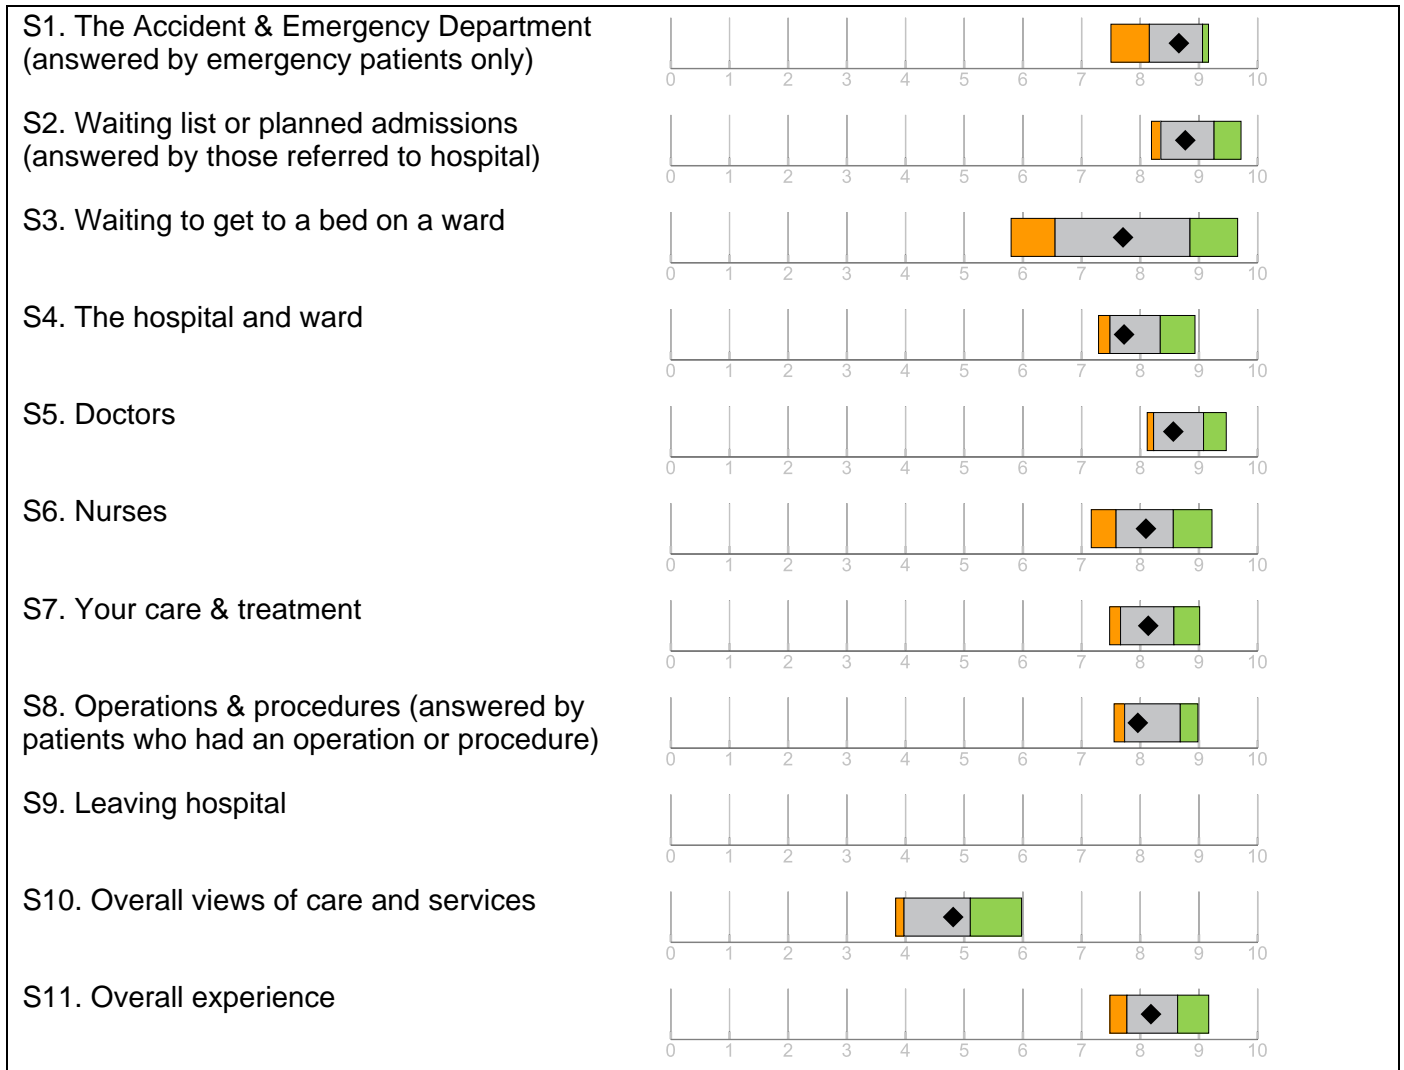 S1. The Accident & Emergency Department
(answered by emergency patients only)
0 1 2 3 4 5 6 7 8 9 10
S2. Waiting list or planned admissions
(answered by those referred to hospital)
0 1 2 3 4 5 6 7 8 9 10
S3. Waiting to get to a bed on a ward
0 1 2 3 4 5 6 7 8 9 10
S4. The hospital and ward
0 1 2 3 4 5 6 7 8 9 10
S5. Doctors
0 1 2 3 4 5 6 7 8 9 10
S6. Nurses
0 1 2 3 4 5 6 7 8 9 10
S7. Your care & treatment
0 1 2 3 4 5 6 7 8 9 10
S8. Operations & procedures (answered by
patients who had an operation or procedure)
0 1 2 3 4 5 6 7 8 9 10
S9. Leaving hospital
0 1 2 3 4 5 6 7 8 9 10
S10. Overall views of care and services
0 1 2 3 4 5 6 7 8 9 10
S11. Overall experience
0 1 2 3 4 5 6 7 8 9 10